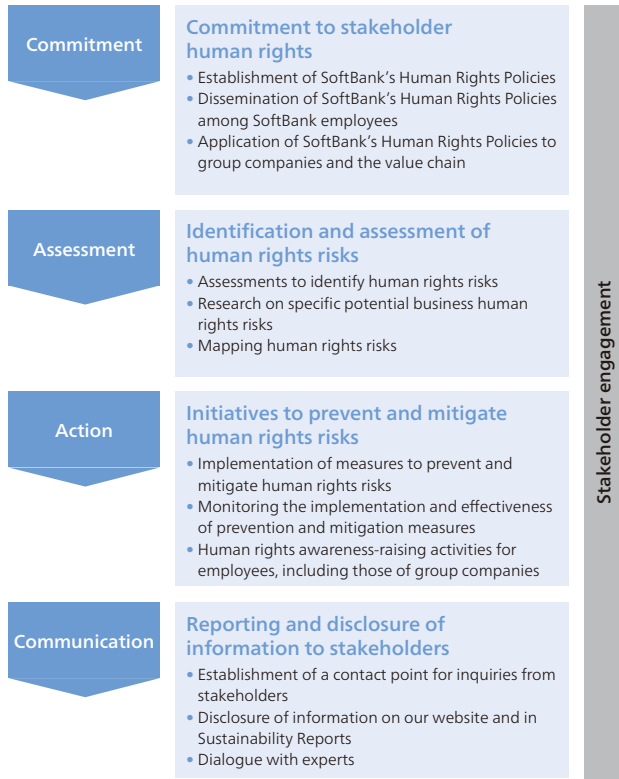 Commitment
Commitment to stakeholder
human rights
• Establishment of SoftBank's Human Rights Policies
• Dissemination of SoftBank's Human Rights Policies
among SoftBank employees
• Application of SoftBank's Human Rights Policies to
group companies and the value chain
Assessment
Identification and assessment of
human rights risks
• Assessments to identify human rights risks
• Research on specific potential business human
rights risks
• Mapping human rights risks
Action
Initiatives to prevent and mitigate
human rights risks
• Implementation of measures to prevent and
mitigate human rights risks
• Monitoring the implementation and effectiveness
of prevention and mitigation measures
• Human rights awareness-raising activities for
employees, including those of group companies
Communication
Reporting and disclosure of
information to stakeholders
• Establishment of a contact point for inquiries from
stakeholders
• Disclosure of information on our website and in
Sustainability Reports
• Dialogue with experts
Stakeholder engagement